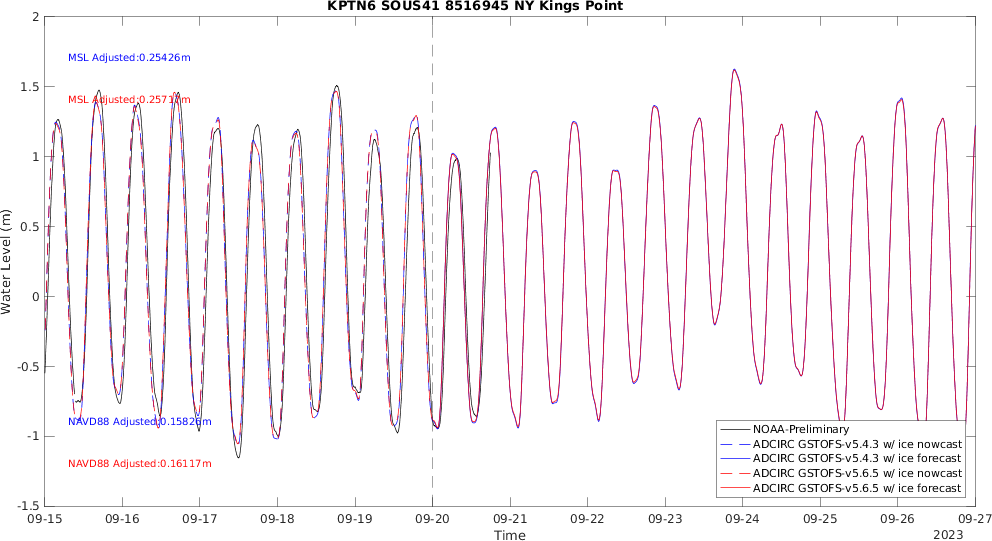 KPTN6 SOUS41 8516945 NY Kings Point
MSL Adjusted:0.25426m
MSL Adjusted:0.25717m
NAVD88 Adjusted:0.15826m
NAVD88 Adjusted:0.16117m
Water Level (m)
2
1.5
1
0.5
0
-0.5
-1
-1.5
NOAA-Preliminary
ADCIRC GSTOFS-v5.4.3 w/ ice nowcast
ADCIRC GSTOFS-v5.4.3 w/ ice forecast
ADCIRC GSTOFS-v5.6.5 w/ ice nowcast
ADCIRC GSTOFS-v5.6.5 w/ ice forecast
09-15 09-16 09-17 09-18 09-19 09-20 09-21 09-22 09-23 09-24 09-25 09-26 09-27
Time
2023